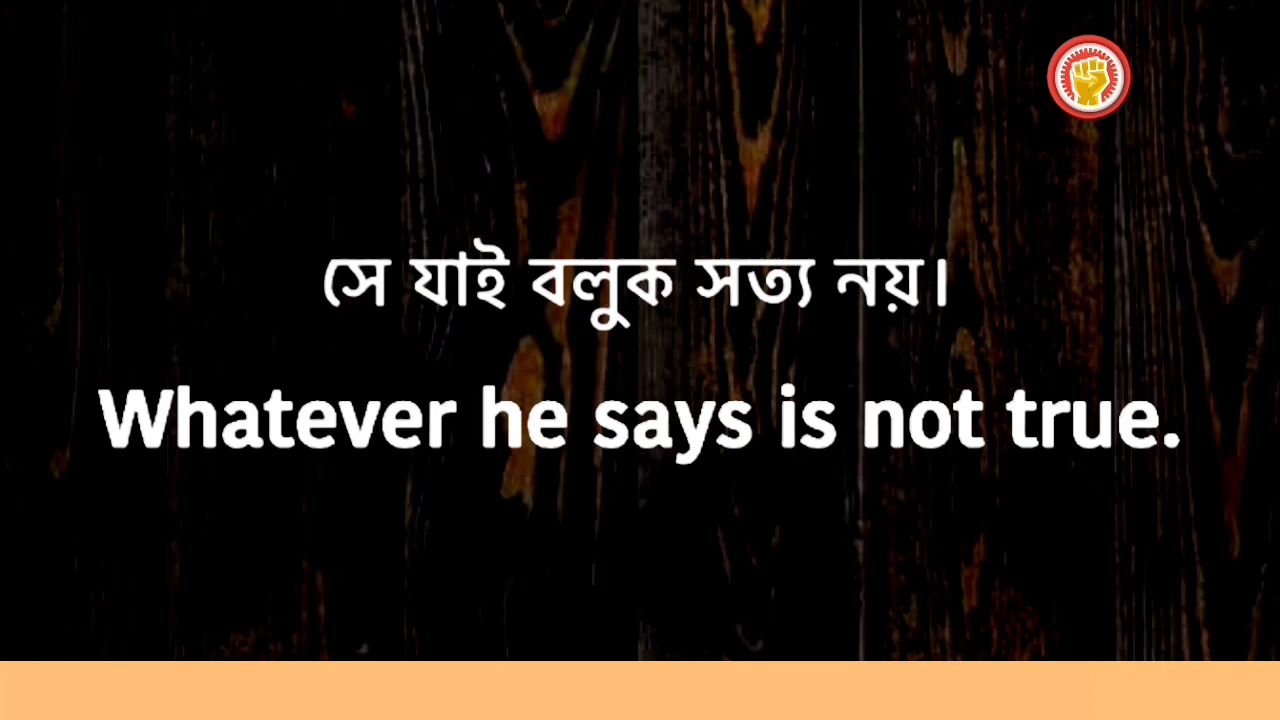 সে যাই বলুক সত্য নয়।
Whatever he says is not true.